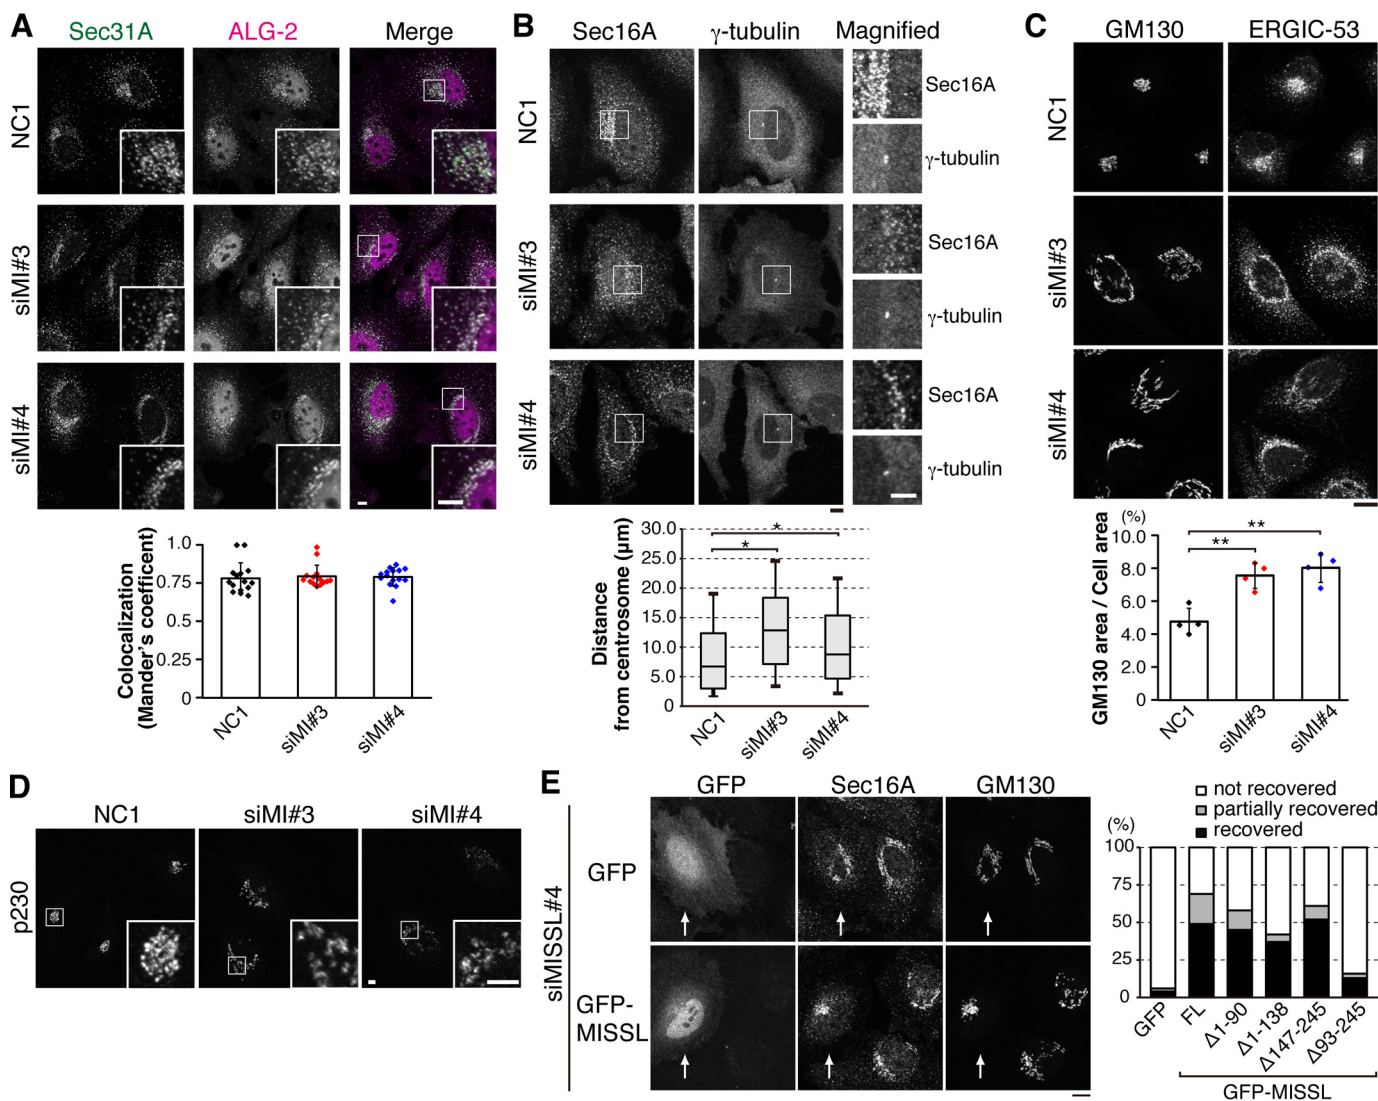 A
Sec31A
ALG-2
Merge
NC1
siMI#3
siMI#4
Colocalization
(Mander's coefficent)
1.0
0.75
0.5
0.25
0
NC1
siMI#3
siMI#4
B
Sec16A
γ-tubulin
Magnified
NC1
Sec16A
γ-tubulin
siMI#3
Sec16A
γ-tubulin
siMI#4
Sec16A
γ-tubulin
Distance
from centrosome (µm)
30.0
25.0
20.0
15.0
10.0
5.0
0
*
*
NC1
siMI#3
siMI#4
C
GM130
ERGIC-53
NC1
siMI#3
siMI#4
GM130 area / Cell area
(%)
10.0
8.0
6.0
4.0
2.0
0
**
**
NC1
siMI#3
siMI#4
D
NC1
siMI#3
siMI#4
p230
E
GFP
Sec16A
GM130
siMISSL#4
GFP
GFP-
MISSL
not recovered
partially recovered
recovered
(%)
100
75
50
25
0
GFP
FL
Δ1-90
Δ1-138
Δ147-245
Δ93-245
GFP-MISSL